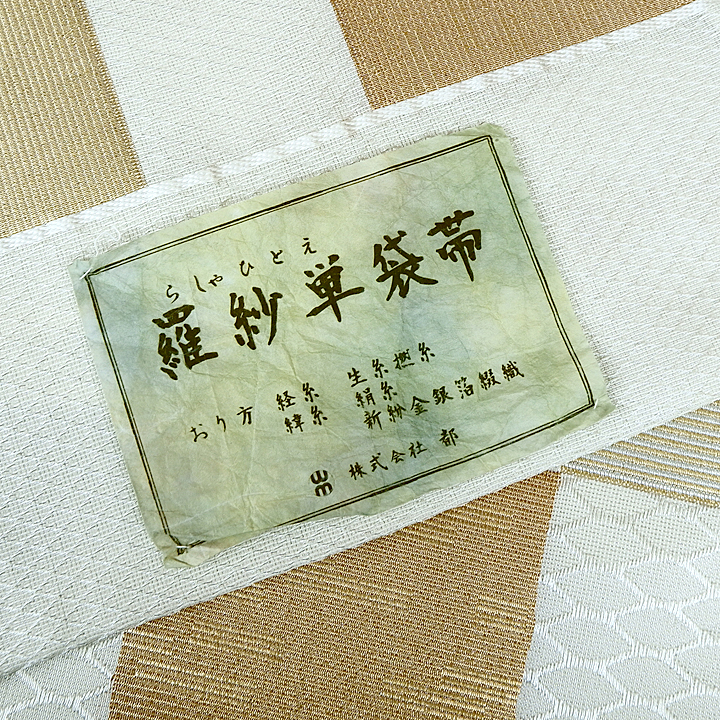 らしゃひとえ
羅紗単袋帯
おり方 経糸 生糸撚糸
緯糸 絹糸
新紗金銀箔綴織
株式会社 都